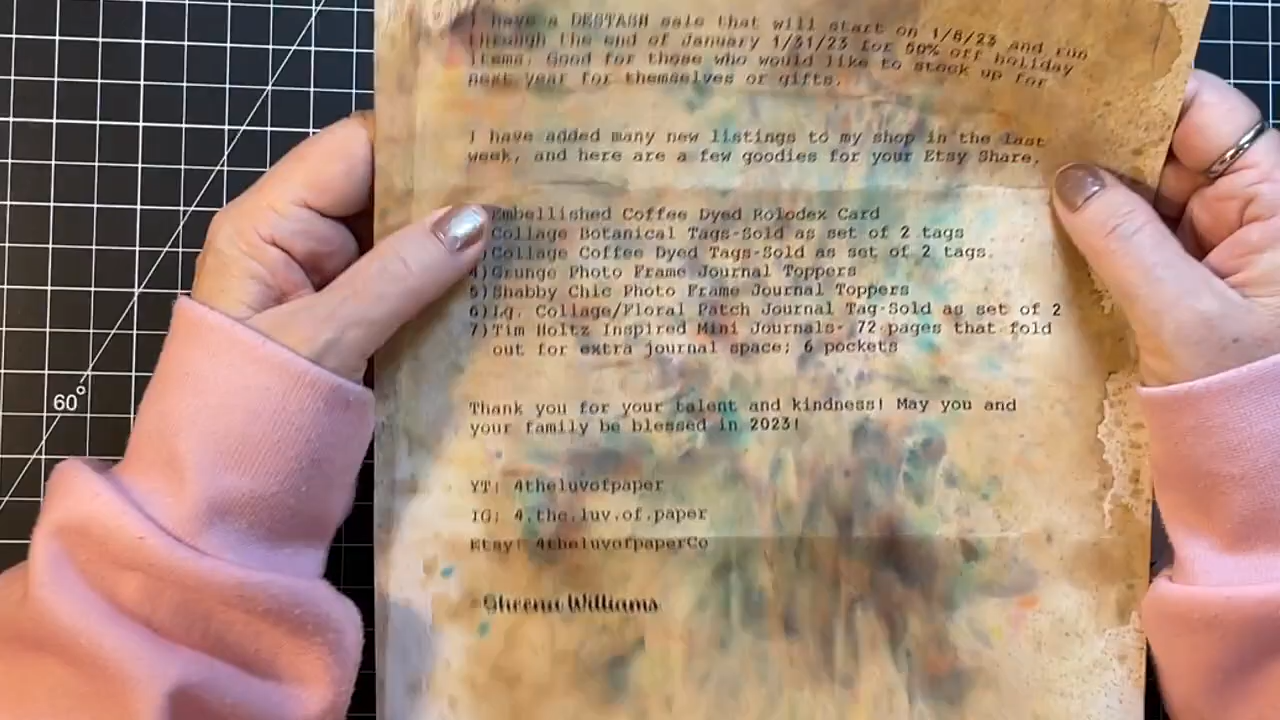 I have a DESTASH sale that will start on 1/8/23 and run
through the end of January 1/31/23 for 50% off holiday
items. Good for those who would like to stock up for
next year for themselves or gifts.
I have added many new listings to my shop in the last
week, and here are a few goodies for your Etsy Share,
Embellished Coffee Dyed Rolodex Card
Collage Botanical Tags-Sold as set of 2 tags
)Collage Coffee Dyed Tags-Sold as set of 2 tags.
4)Grunge Photo Frame Journal Toppers
5)Shabby Chic Photo Frame Journal Toppers
6)Lg. Collage/Floral Patch Journal Tag-Sold as set of 2
7)Tim Holtz Inspired Mini Journals- 72 pages that fold
out for extra journal space; 6 pockets
Thank you for your talent and kindness! May you and
your family be blessed in 2023!
YT: 4theluvofpaper
IG: 4.the.luv.of.paper
Etsy: 4theluvofpaperCo
Sheena Williams
60°